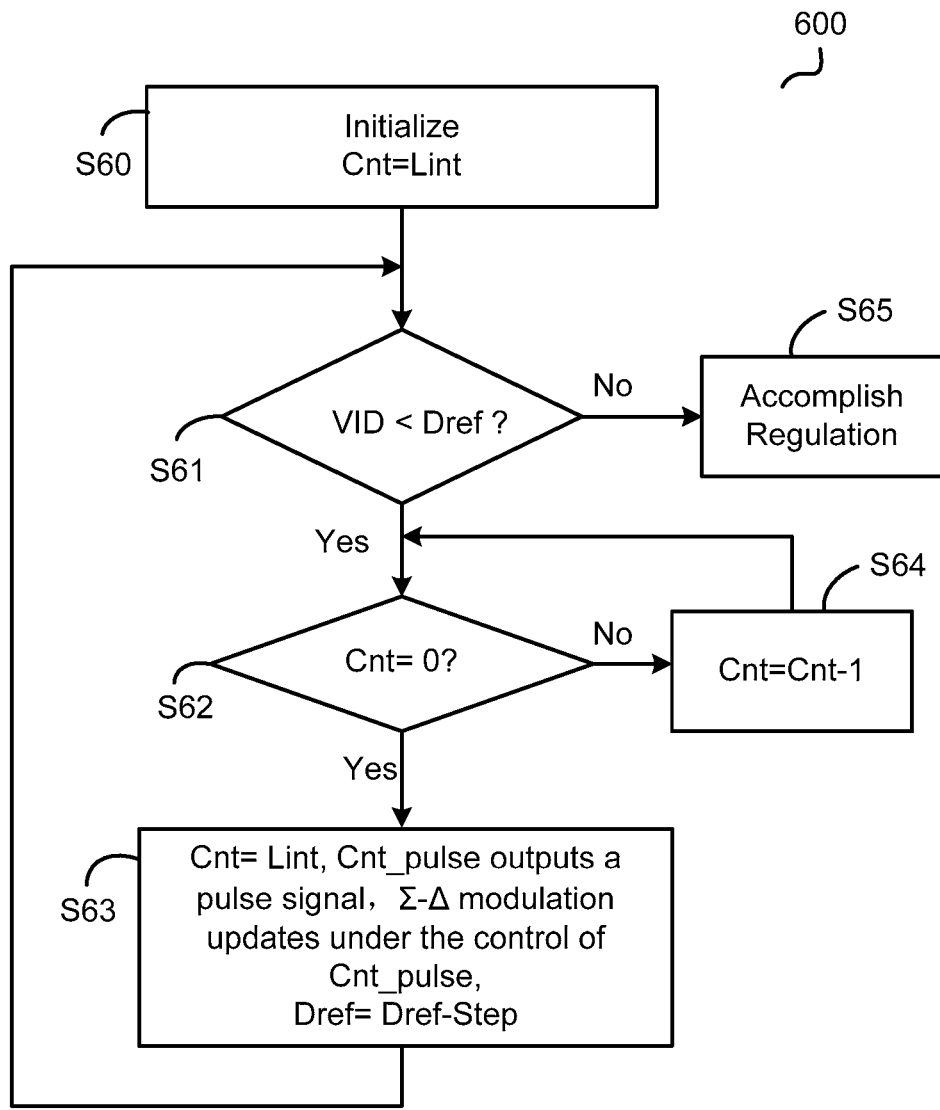 600
Initialize
Cnt=Lint
S60
S65
VID < Dref ?
No
Accomplish
Regulation
S61
Yes
S64
Cnt= 0?
No
Cnt=Cnt-1
S62
Yes
Cnt= Lint, Cnt_pulse outputs a
pulse signal，Σ-Δ modulation
updates under the control of
Cnt_pulse,
Dref= Dref-Step
S63